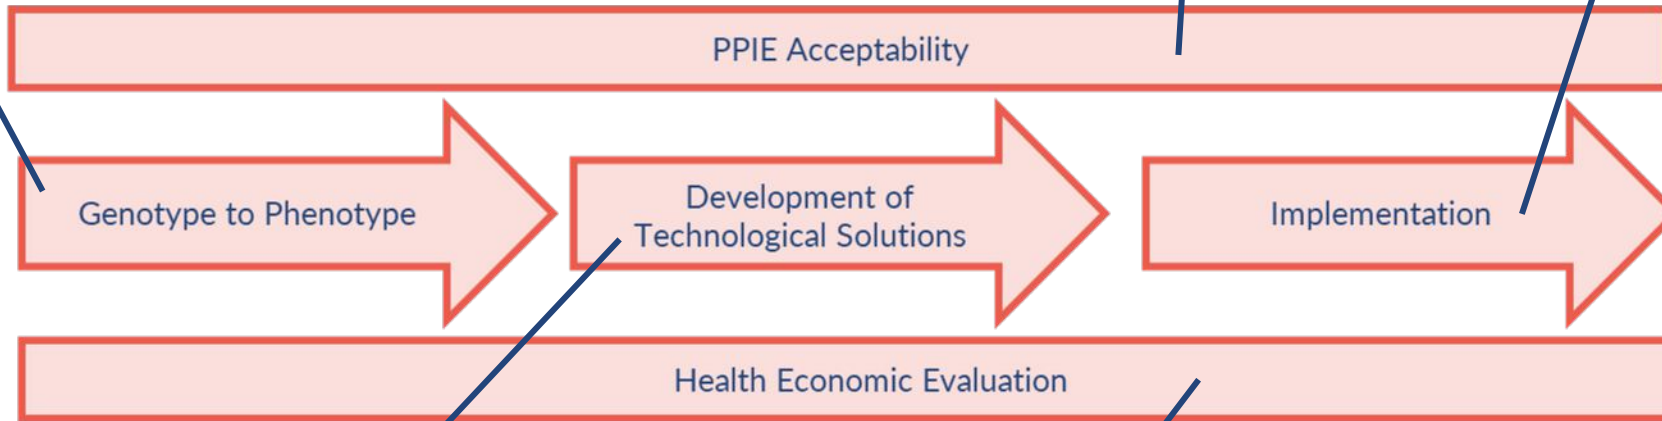 PPIE Acceptability
Genotype to Phenotype
Development of
Technological Solutions
Implementation
Health Economic Evaluation